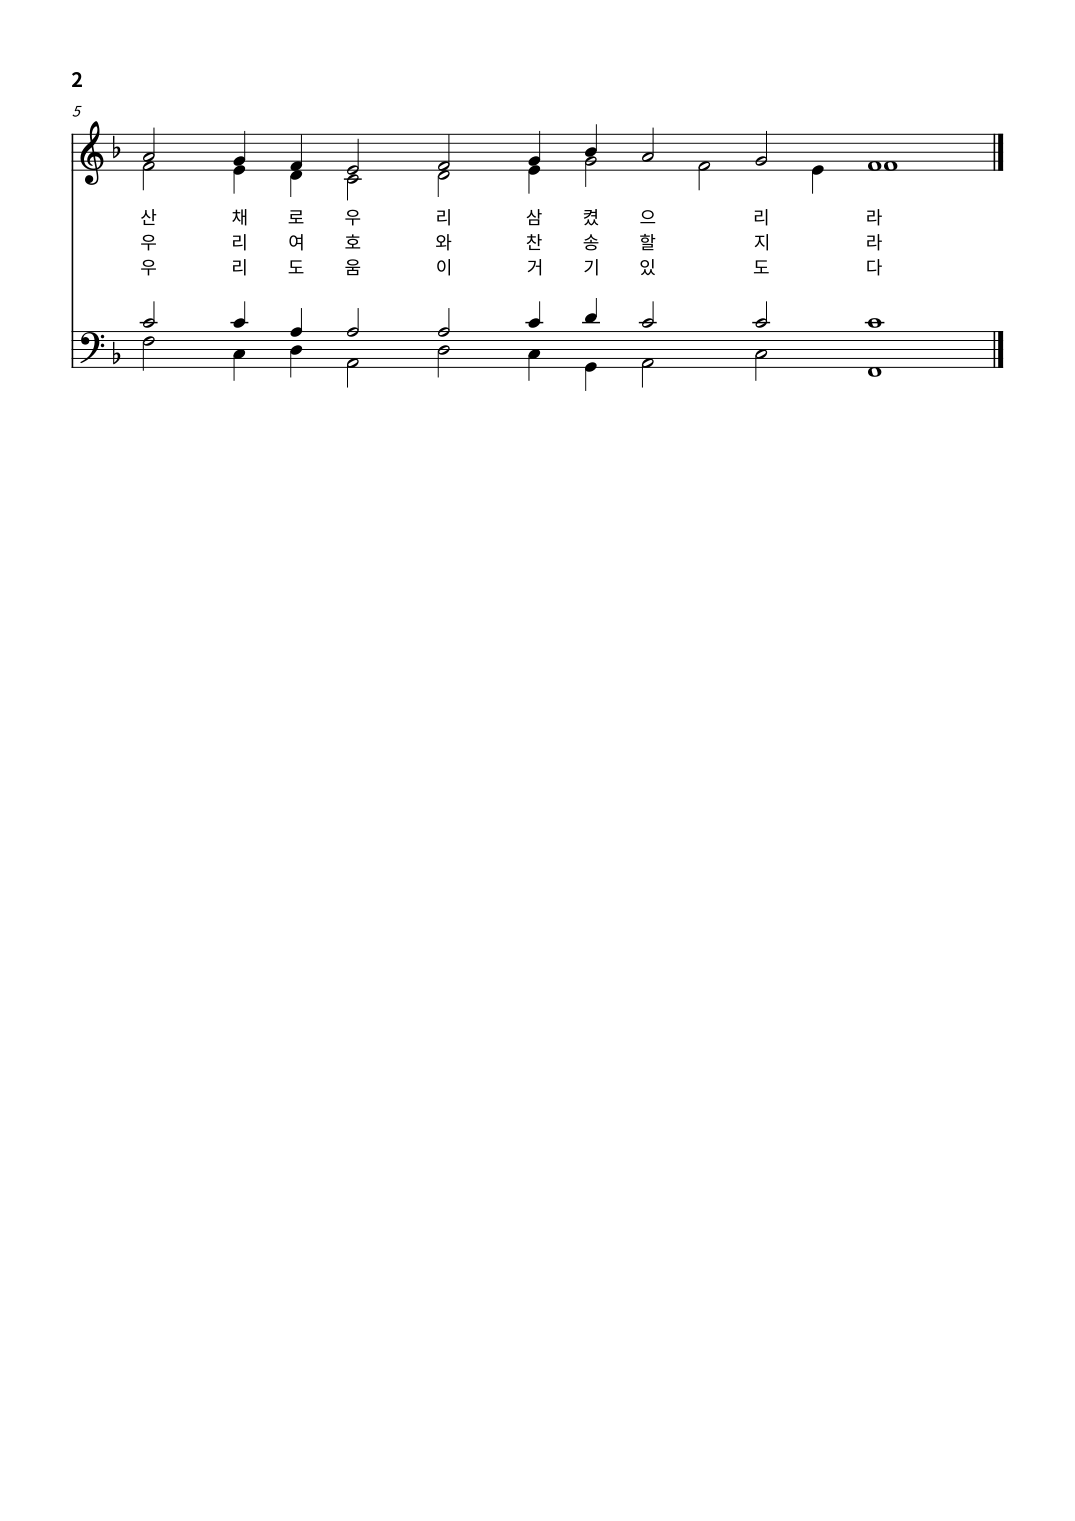 2
5
산 채 로 우 리 삼 켰 으 리 라
우 리 여 호 와 찬 송 할 지 라
우 리 도 움 이 거 기 있 도 다